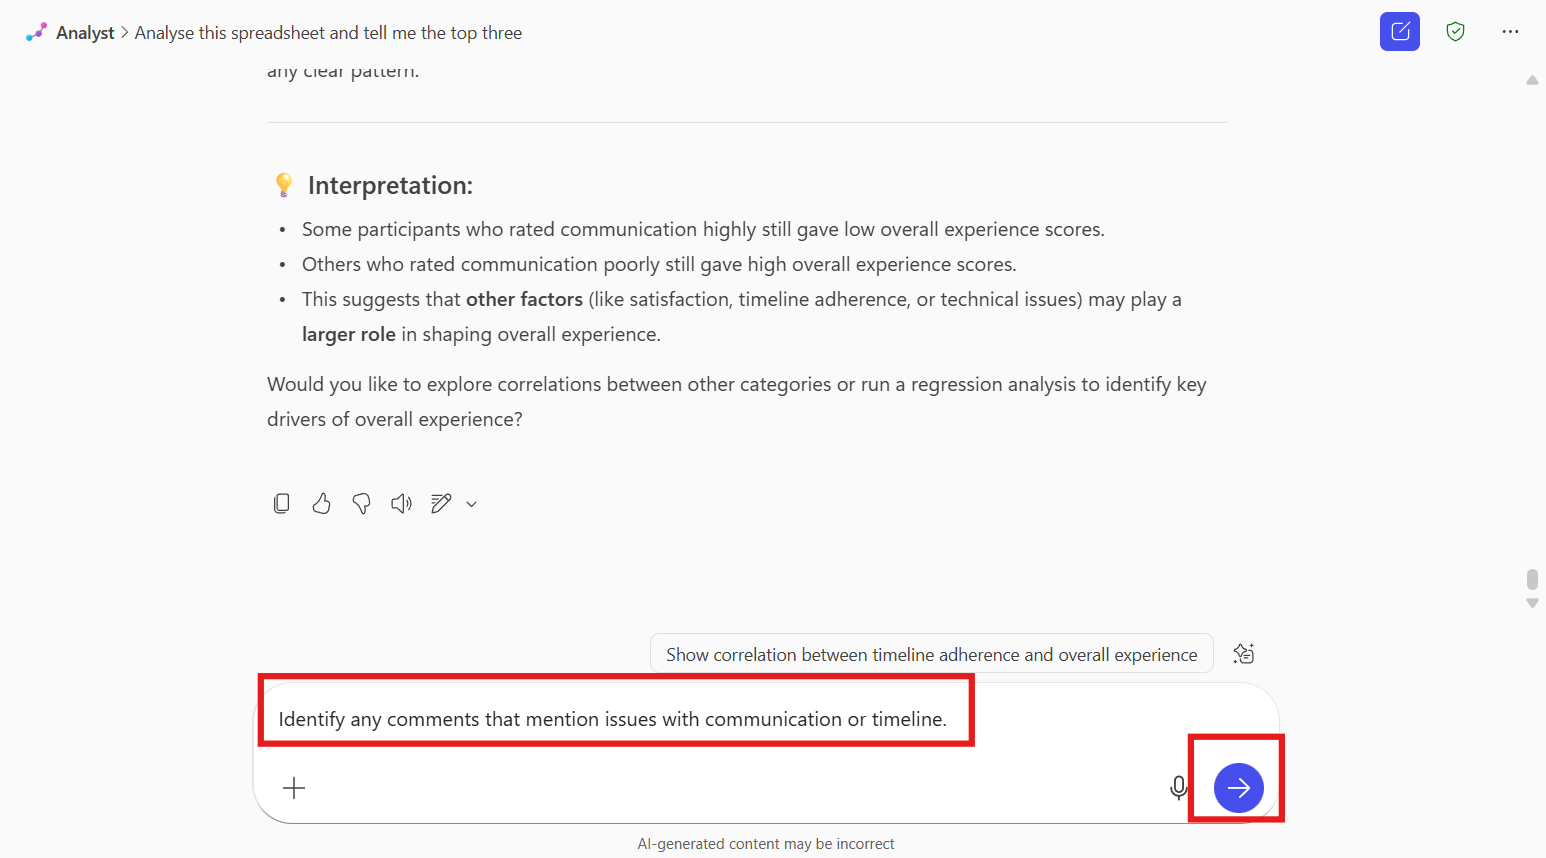 Analyst > Analyse this spreadsheet and tell me the top three
any clear pattern.
Interpretation:
• Some participants who rated communication highly still gave low overall experience scores.
• Others who rated communication poorly still gave high overall experience scores.
• This suggests that other factors (like satisfaction, timeline adherence, or technical issues) may play a
larger role in shaping overall experience.
Would you like to explore correlations between other categories or run a regression analysis to identify key
drivers of overall experience?
Show correlation between timeline adherence and overall experience
Identify any comments that mention issues with communication or timeline.
AI-generated content may be incorrect